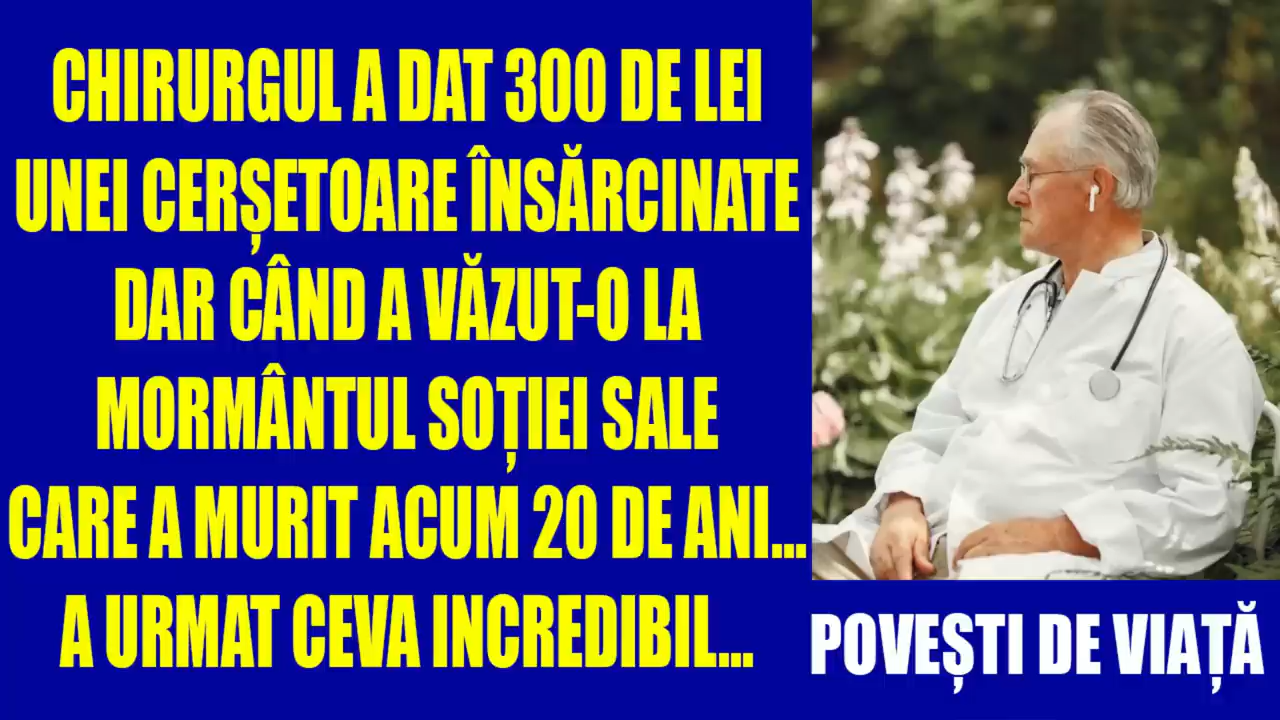 CHIRURGUL A DAT 300 DE LEI
UNEI CERȘETOARE ÎNSĂRCINATE
DAR CÂND A VĂZUT-O LA
MORMÂNTUL SOȚIEI SALE
CARE A MURIT ACUM 20 DE ANI...
A URMAT CEVA INCREDIBIL...
POVEȘTI DE VIAȚĂ